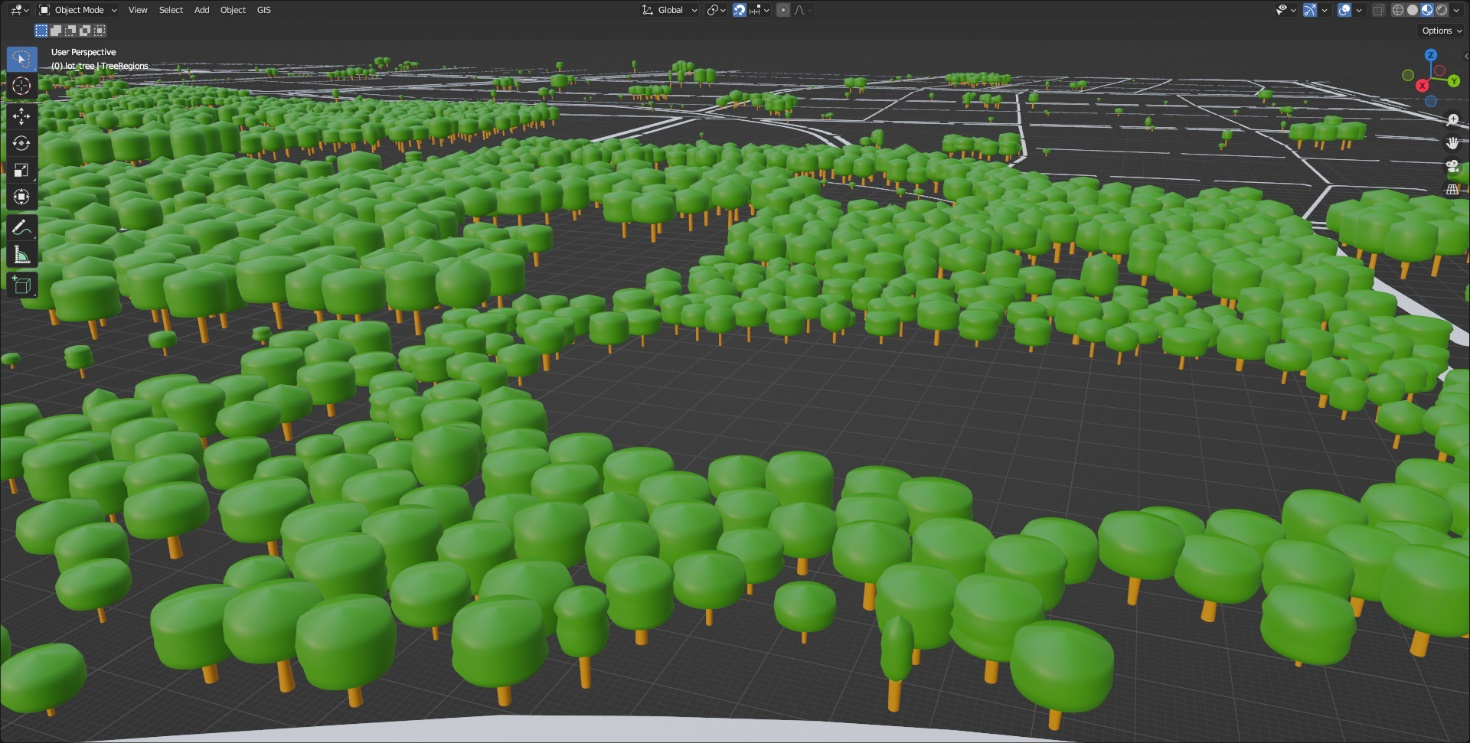 Object Mode View Select Add Object GIS Global
Options
User Perspective
(0) lot_tree | TreeRegions
Z
Y
X